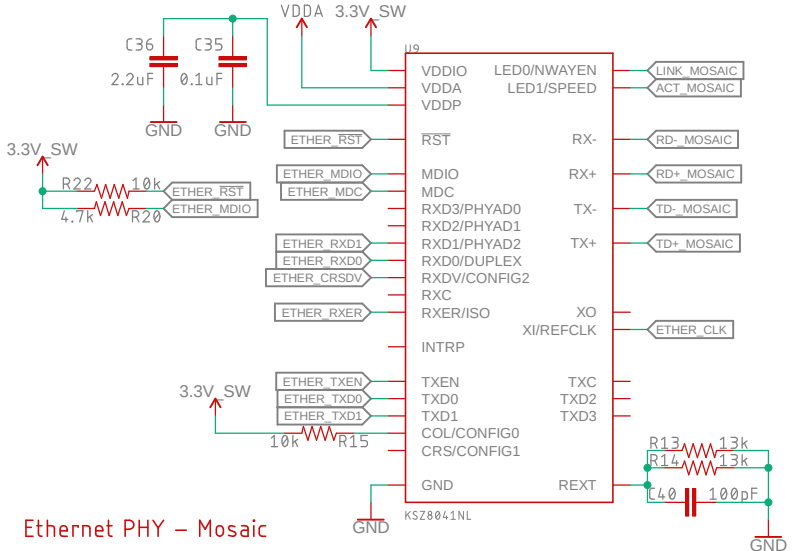 VDDA 3.3V_SW
C36 C35
2.2uF 0.1uF
GND GND
U9
VDDIO LED0/NWAYEN LINK_MOSAIC
VDDA LED1/SPEED ACT_MOSAIC
VDDP
ETHER_RST RST RX- RD-_MOSAIC
3.3V_SW
ETHER_MDIO MDIO RX+ RD+_MOSAIC
R22 10k ETHER_RST
ETHER_MDC MDC
4.7k R20 ETHER_MDIO
RXD3/PHYAD0 TX- TD-_MOSAIC
RXD2/PHYAD1
ETHER_RXD1 RXD1/PHYAD2 TX+ TD+_MOSAIC
ETHER_RXD0 RXD0/DUPLEX
ETHER_CRSDV RXDV/CONFIG2
RXC
ETHER_RXER RXER/ISO XO
XI/REFCLK ETHER_CLK
INTRP
ETHER_TXEN TXEN TXC
3.3V_SW
ETHER_TXD0 TXD0 TXD2
ETHER_TXD1 TXD1 TXD3
10k R15 COL/CONFIG0
CRS/CONFIG1
R13 13k
R14 13k
GND REXT
C40 100pF
KSZ8041NL
GND
GND
Ethernet PHY – Mosaic